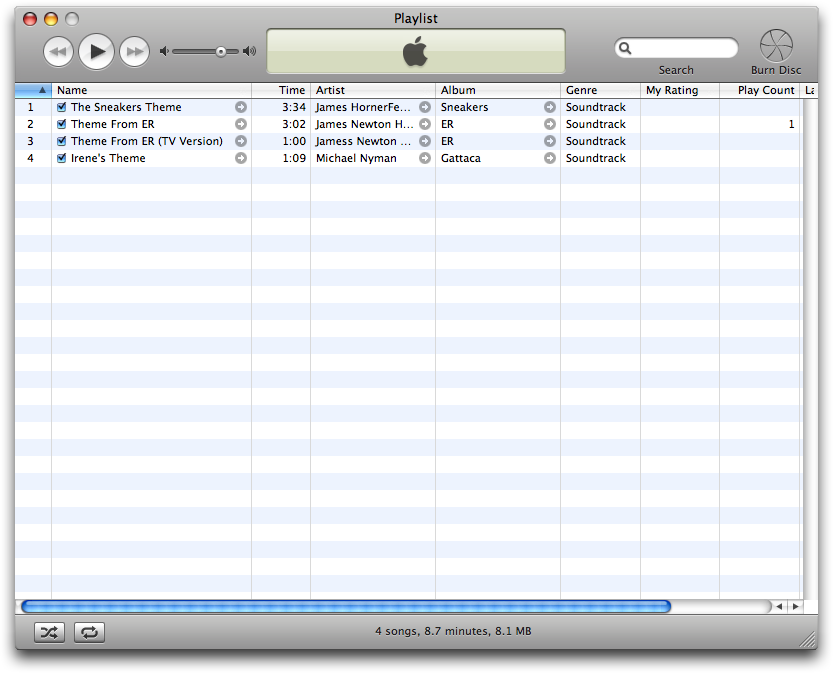 Playlist
Search
Burn Disc
Name Time Artist Album Genre My Rating Play Count La
1 The Sneakers Theme 3:34 James HornerFe... Sneakers Soundtrack
2 Theme From ER 3:02 James Newton H... ER Soundtrack 1
3 Theme From ER (TV Version) 1:00 Jamess Newton ... ER Soundtrack
4 Irene's Theme 1:09 Michael Nyman Gattaca Soundtrack
4 songs, 8.7 minutes, 8.1 MB